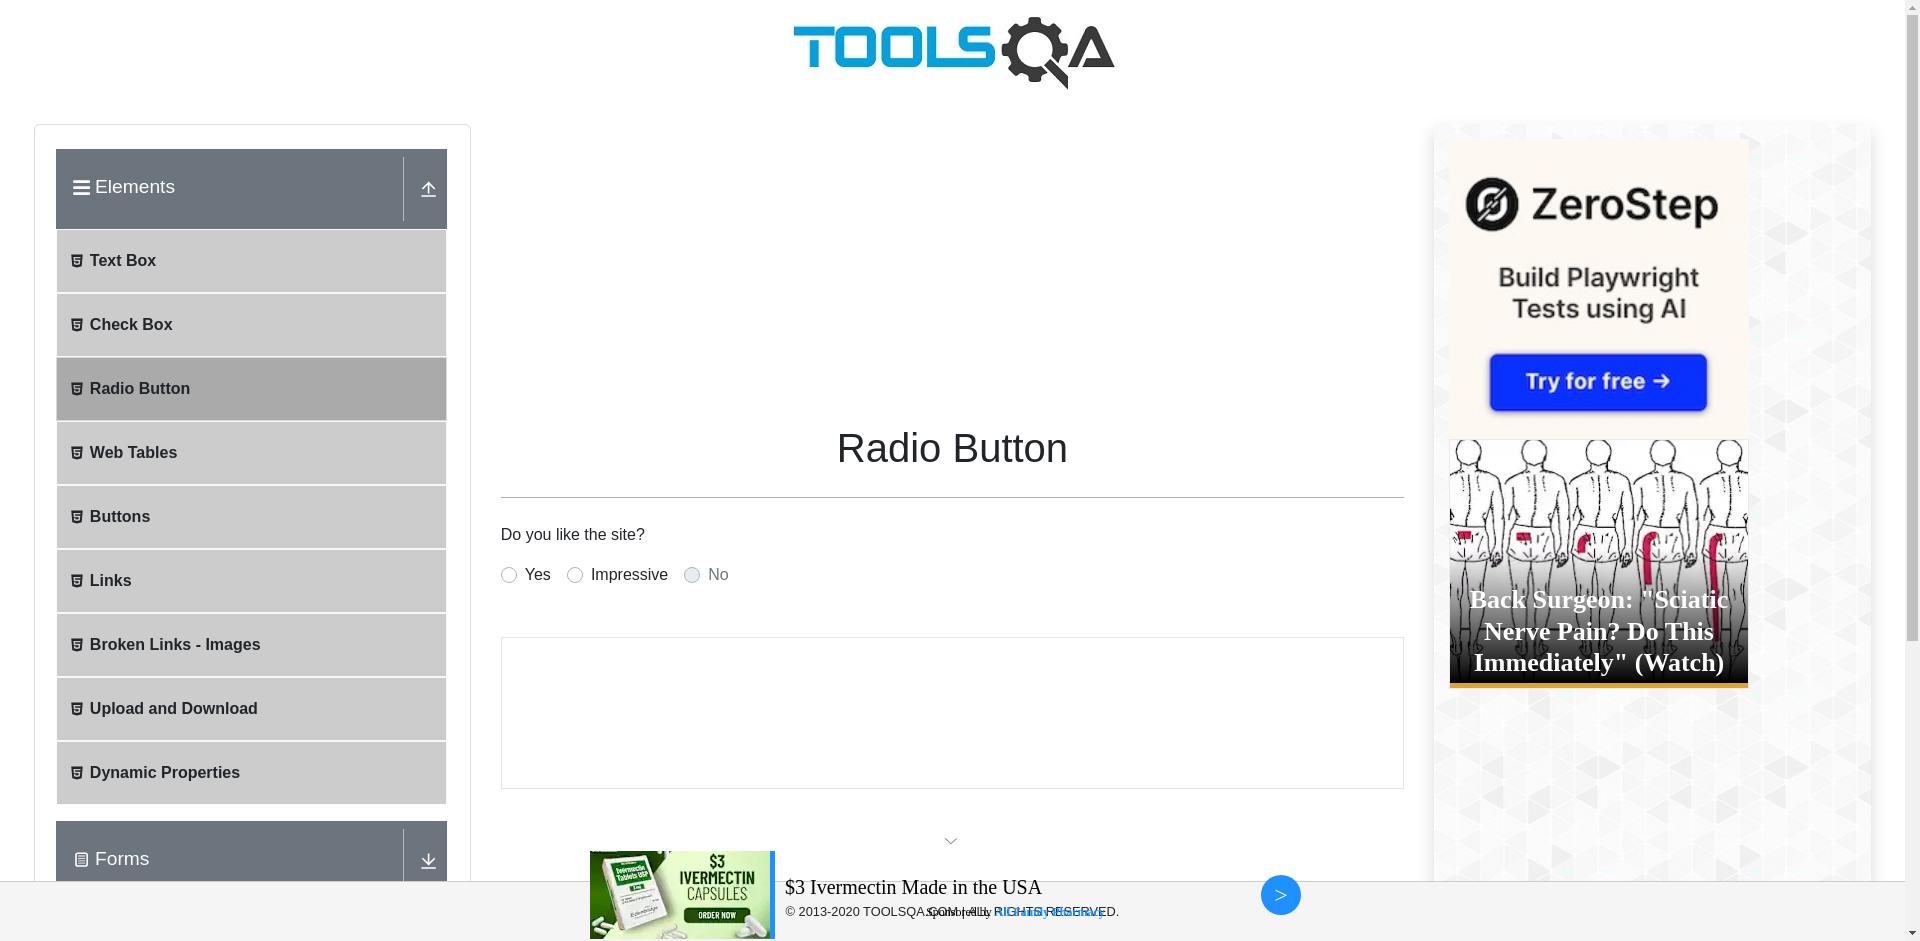 TOOLSQA
Elements
Text Box
Check Box
Radio Button
Web Tables
Buttons
Links
Broken Links - Images
Upload and Download
Dynamic Properties
Forms
Radio Button
Do you like the site?
Yes
Impressive
No
ZeroStep
Build Playwright
Tests using AI
Try for free →
Back Surgeon: "Sciatic
Nerve Pain? Do This
Immediately" (Watch)
$3
IVERMECTIN
CAPSULES
ORDER NOW
Ivermectin
Tablets USP
$3 Ivermectin Made in the USA
© 2013-2020 TOOLSQA.COM | ALL RIGHTS RESERVED.
>